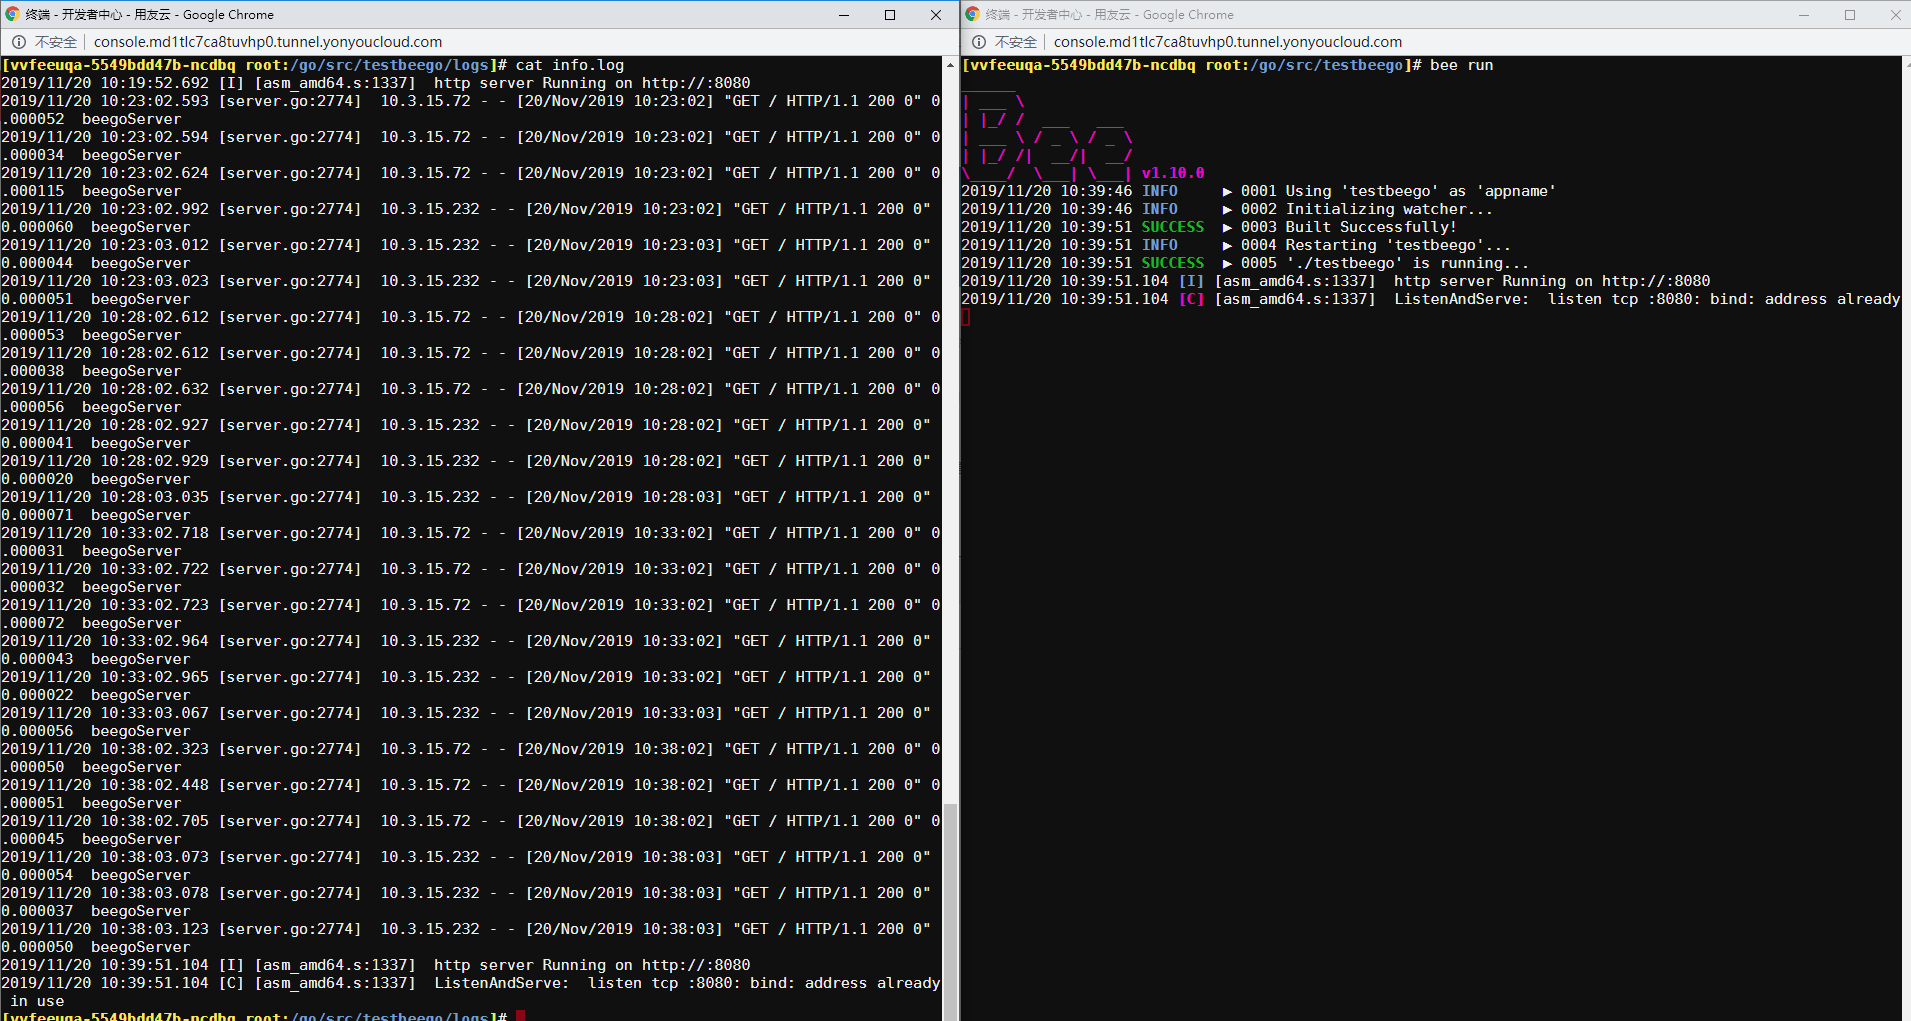 终端 - 开发者中心 - 用友云 - Google Chrome
不安全 | console.md1tlc7ca8tuvhp0.tunnel.yonyoucloud.com
[vvfeeuqa-5549bdd47b-ncdbq root:/go/src/testbeego/logs]# cat info.log
2019/11/20 10:19:52.692 [I] [asm_amd64.s:1337]  http server Running on http://:8080
2019/11/20 10:23:02.593 [server.go:2774]  10.3.15.72 - - [20/Nov/2019 10:23:02] "GET / HTTP/1.1 200 0" 0
.000052  beegoServer
2019/11/20 10:23:02.594 [server.go:2774]  10.3.15.72 - - [20/Nov/2019 10:23:02] "GET / HTTP/1.1 200 0" 0
.000034  beegoServer
2019/11/20 10:23:02.624 [server.go:2774]  10.3.15.72 - - [20/Nov/2019 10:23:02] "GET / HTTP/1.1 200 0" 0
.000115  beegoServer
2019/11/20 10:23:02.992 [server.go:2774]  10.3.15.232 - - [20/Nov/2019 10:23:02] "GET / HTTP/1.1 200 0"
0.000060  beegoServer
2019/11/20 10:23:03.012 [server.go:2774]  10.3.15.232 - - [20/Nov/2019 10:23:03] "GET / HTTP/1.1 200 0"
0.000044  beegoServer
2019/11/20 10:23:03.023 [server.go:2774]  10.3.15.232 - - [20/Nov/2019 10:23:03] "GET / HTTP/1.1 200 0"
0.000051  beegoServer
2019/11/20 10:28:02.612 [server.go:2774]  10.3.15.72 - - [20/Nov/2019 10:28:02] "GET / HTTP/1.1 200 0" 0
.000053  beegoServer
2019/11/20 10:28:02.612 [server.go:2774]  10.3.15.72 - - [20/Nov/2019 10:28:02] "GET / HTTP/1.1 200 0" 0
.000038  beegoServer
2019/11/20 10:28:02.632 [server.go:2774]  10.3.15.72 - - [20/Nov/2019 10:28:02] "GET / HTTP/1.1 200 0" 0
.000056  beegoServer
2019/11/20 10:28:02.927 [server.go:2774]  10.3.15.232 - - [20/Nov/2019 10:28:02] "GET / HTTP/1.1 200 0"
0.000041  beegoServer
2019/11/20 10:28:02.929 [server.go:2774]  10.3.15.232 - - [20/Nov/2019 10:28:02] "GET / HTTP/1.1 200 0"
0.000020  beegoServer
2019/11/20 10:28:03.035 [server.go:2774]  10.3.15.232 - - [20/Nov/2019 10:28:03] "GET / HTTP/1.1 200 0"
0.000071  beegoServer
2019/11/20 10:33:02.718 [server.go:2774]  10.3.15.72 - - [20/Nov/2019 10:33:02] "GET / HTTP/1.1 200 0" 0
.000031  beegoServer
2019/11/20 10:33:02.722 [server.go:2774]  10.3.15.72 - - [20/Nov/2019 10:33:02] "GET / HTTP/1.1 200 0" 0
.000032  beegoServer
2019/11/20 10:33:02.723 [server.go:2774]  10.3.15.72 - - [20/Nov/2019 10:33:02] "GET / HTTP/1.1 200 0" 0
.000072  beegoServer
2019/11/20 10:33:02.964 [server.go:2774]  10.3.15.232 - - [20/Nov/2019 10:33:02] "GET / HTTP/1.1 200 0"
0.000043  beegoServer
2019/11/20 10:33:02.965 [server.go:2774]  10.3.15.232 - - [20/Nov/2019 10:33:02] "GET / HTTP/1.1 200 0"
0.000022  beegoServer
2019/11/20 10:33:03.067 [server.go:2774]  10.3.15.232 - - [20/Nov/2019 10:33:03] "GET / HTTP/1.1 200 0"
0.000056  beegoServer
2019/11/20 10:38:02.323 [server.go:2774]  10.3.15.72 - - [20/Nov/2019 10:38:02] "GET / HTTP/1.1 200 0" 0
.000050  beegoServer
2019/11/20 10:38:02.448 [server.go:2774]  10.3.15.72 - - [20/Nov/2019 10:38:02] "GET / HTTP/1.1 200 0" 0
.000051  beegoServer
2019/11/20 10:38:02.705 [server.go:2774]  10.3.15.72 - - [20/Nov/2019 10:38:02] "GET / HTTP/1.1 200 0" 0
.000045  beegoServer
2019/11/20 10:38:03.073 [server.go:2774]  10.3.15.232 - - [20/Nov/2019 10:38:03] "GET / HTTP/1.1 200 0"
0.000054  beegoServer
2019/11/20 10:38:03.078 [server.go:2774]  10.3.15.232 - - [20/Nov/2019 10:38:03] "GET / HTTP/1.1 200 0"
0.000037  beegoServer
2019/11/20 10:38:03.123 [server.go:2774]  10.3.15.232 - - [20/Nov/2019 10:38:03] "GET / HTTP/1.1 200 0"
0.000050  beegoServer
2019/11/20 10:39:51.104 [I] [asm_amd64.s:1337]  http server Running on http://:8080
2019/11/20 10:39:51.104 [C] [asm_amd64.s:1337]  ListenAndServe:  listen tcp :8080: bind: address already
in use
[vvfeeuqa-5549bdd47b-ncdbq root:/go/src/testbeego/logs]#
终端 - 开发者中心 - 用友云 - Google Chrome
不安全 | console.md1tlc7ca8tuvhp0.tunnel.yonyoucloud.com
[vvfeeuqa-5549bdd47b-ncdbq root:/go/src/testbeego]# bee run
Bee
v1.10.0
2019/11/20 10:39:46 INFO     ▶ 0001 Using 'testbeego' as 'appname'
2019/11/20 10:39:46 INFO     ▶ 0002 Initializing watcher...
2019/11/20 10:39:51 SUCCESS  ▶ 0003 Built Successfully!
2019/11/20 10:39:51 INFO     ▶ 0004 Restarting 'testbeego'...
2019/11/20 10:39:51 SUCCESS  ▶ 0005 './testbeego' is running...
2019/11/20 10:39:51.104 [I] [asm_amd64.s:1337]  http server Running on http://:8080
2019/11/20 10:39:51.104 [C] [asm_amd64.s:1337]  ListenAndServe:  listen tcp :8080: bind: address already